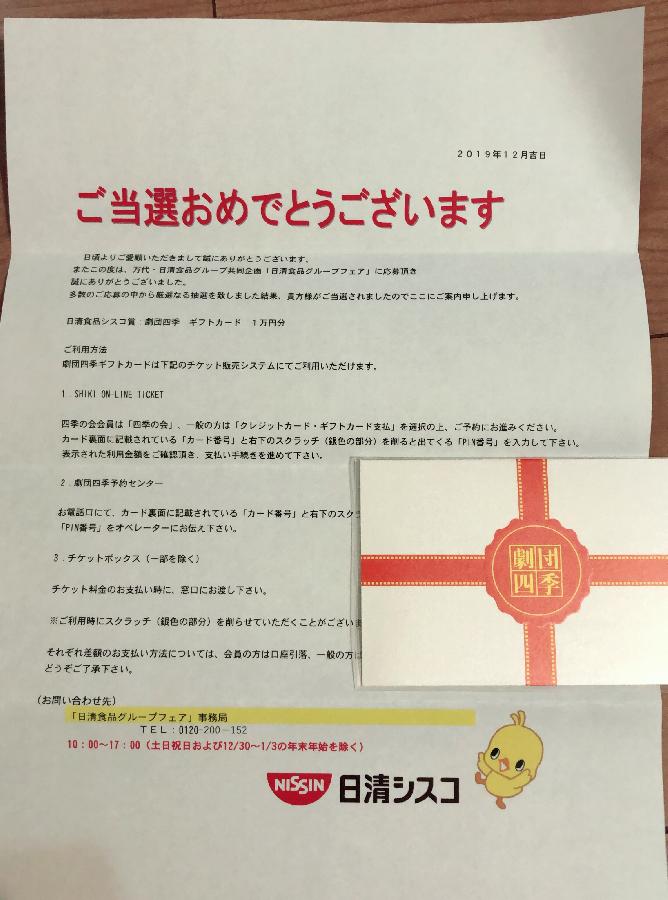 2019年12月吉日
ご当選おめでとうございます
日頃よりご愛顧いただきまして誠にありがとうございます。
またこの度は、万代・日清食品グループ共同企画「日清食品グループフェア」に応募頂き
誠にありがとうございました。
多数のご応募の中から厳選なる抽選を致しました結果、貴方様がご当選されましたのでここにご案内申し上げます。
日清食品シスコ賞:劇団四季 ギフトカード 1万円分
ご利用方法
劇団四季ギフトカードは下記のチケット販売システムにてご利用いただけます。
1．SHIKI ON-LINE TICKET
四季の会会員は「四季の会」、一般の方は「クレジットカード・ギフトカード支払」を選択の上、ご予約にお進みください。
カード裏面に記載されている「カード番号」と右下のスクラッチ（銀色の部分）を削ると出てくる「PIN番号」を入力して下さい。
表示された利用金額をご確認頂き、支払い手続きを進めて下さい。
2．劇団四季予約センター
お電話口にて、カード裏面に記載されている「カード番号」と右下のスクラ
「PIN番号」をオペレーターにお伝え下さい。
3．チケットボックス（一部を除く）
チケット料金のお支払い時に、窓口にお渡し下さい。
※ご利用時にスクラッチ（銀色の部分）を削らせていただくことがござい
それぞれ差額のお支払い方法については、会員の方は口座引落、一般の方は
どうぞご了承下さい。
劇団
四季
（お問い合わせ先）
「日清食品グループフェア」事務局
TEL：0120-200-152
10：00～17：00（土日祝日および12/30～1/3の年末年始を除く）
NISSIN 日清シスコ